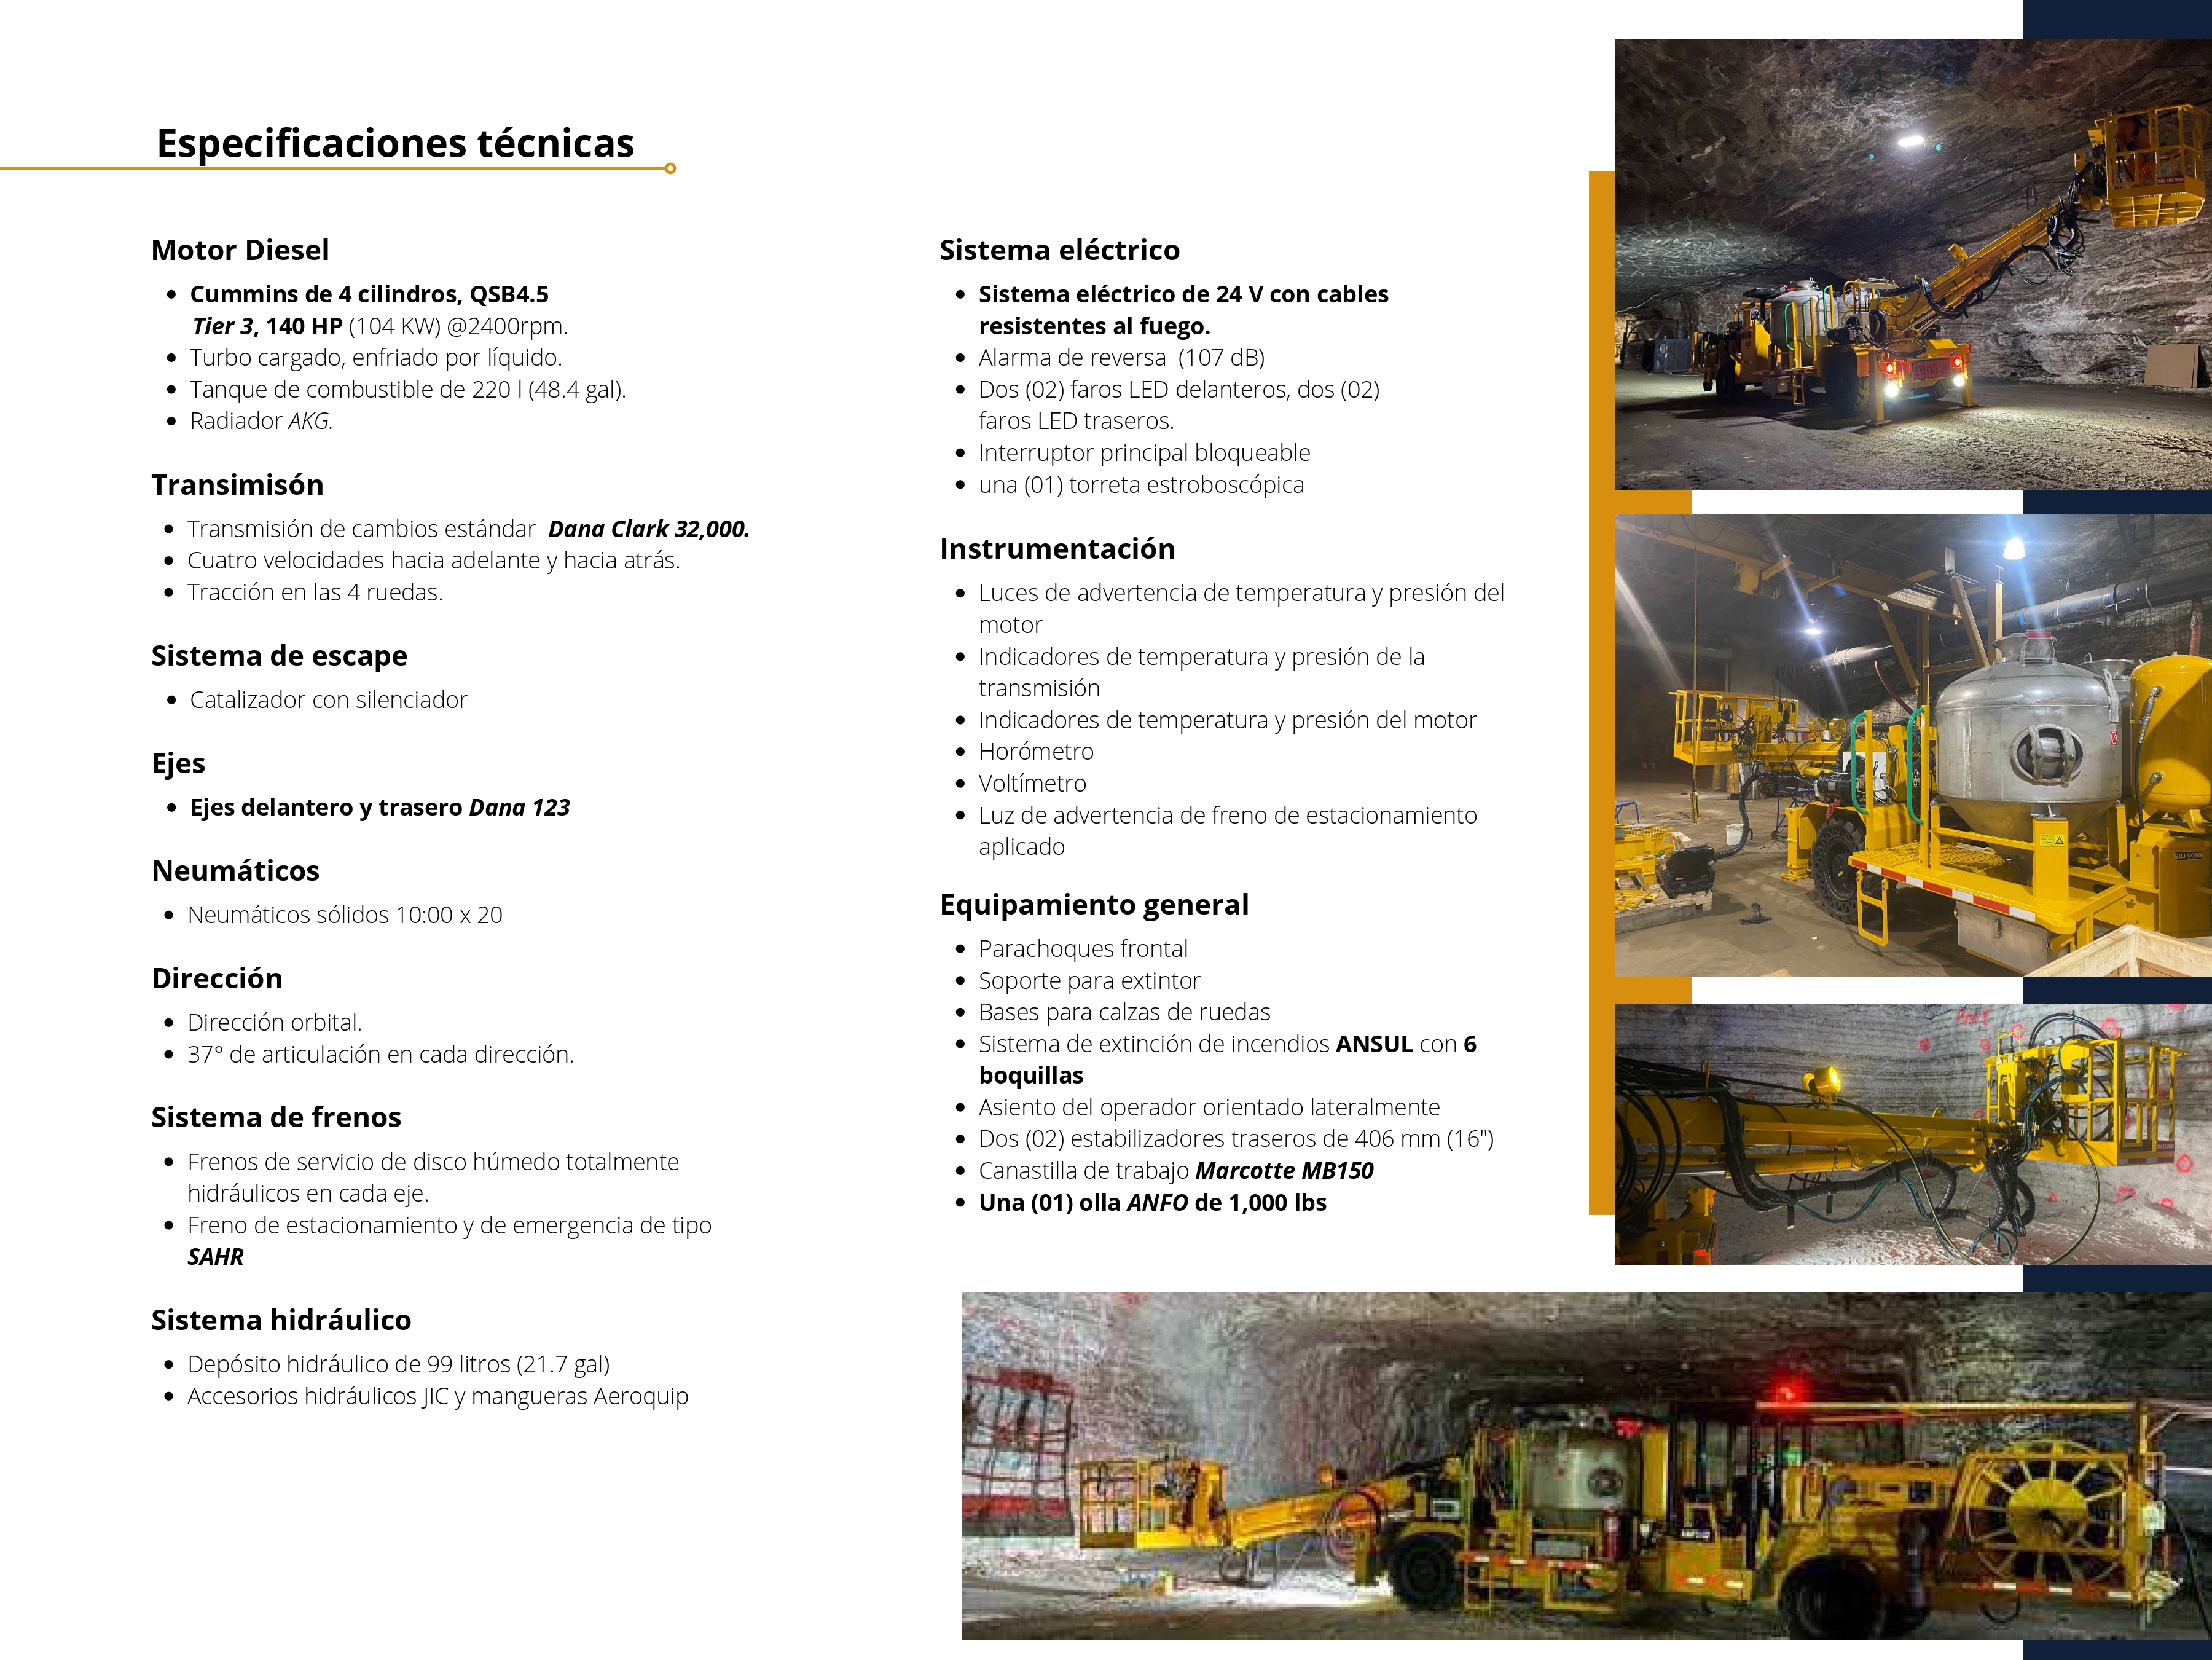 Especificaciones técnicas
Motor Diesel
• Cummins de 4 cilindros, QSB4.5
Tier 3, 140 HP (104 KW) @2400rpm.
• Turbo cargado, enfriado por líquido.
• Tanque de combustible de 220 l (48.4 gal).
• Radiador AKG.
Transimisón
• Transmisión de cambios estándar Dana Clark 32,000.
• Cuatro velocidades hacia adelante y hacia atrás.
• Tracción en las 4 ruedas.
Sistema de escape
• Catalizador con silenciador
Ejes
• Ejes delantero y trasero Dana 123
Neumáticos
• Neumáticos sólidos 10:00 x 20
Dirección
• Dirección orbital.
• 37° de articulación en cada dirección.
Sistema de frenos
• Frenos de servicio de disco húmedo totalmente
hidráulicos en cada eje.
• Freno de estacionamiento y de emergencia de tipo
SAHR
Sistema hidráulico
• Depósito hidráulico de 99 litros (21.7 gal)
• Accesorios hidráulicos JIC y mangueras Aeroquip
Sistema eléctrico
• Sistema eléctrico de 24 V con cables
resistentes al fuego.
• Alarma de reversa (107 dB)
• Dos (02) faros LED delanteros, dos (02)
faros LED traseros.
• Interruptor principal bloqueable
• una (01) torreta estroboscópica
Instrumentación
• Luces de advertencia de temperatura y presión del
motor
• Indicadores de temperatura y presión de la
transmisión
• Indicadores de temperatura y presión del motor
• Horómetro
• Voltímetro
• Luz de advertencia de freno de estacionamiento
aplicado
Equipamiento general
• Parachoques frontal
• Soporte para extintor
• Bases para calzas de ruedas
• Sistema de extinción de incendios ANSUL con 6
boquillas
• Asiento del operador orientado lateralmente
• Dos (02) estabilizadores traseros de 406 mm (16")
• Canastilla de trabajo Marcotte MB150
• Una (01) olla ANFO de 1,000 lbs